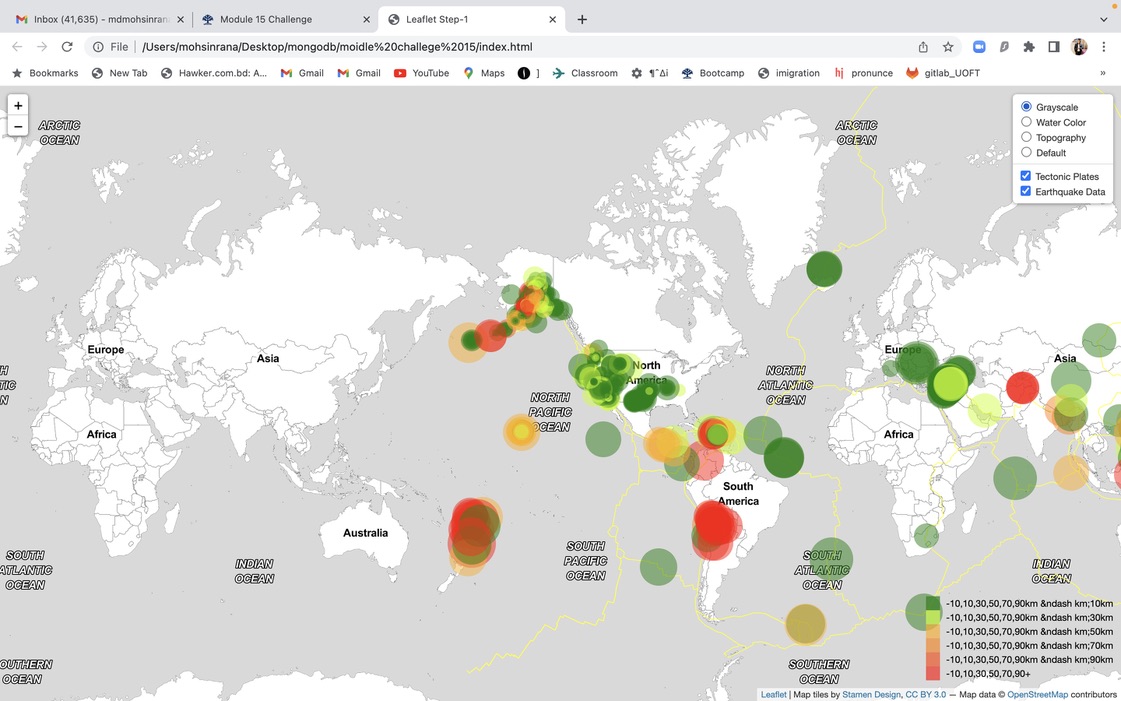 Inbox (41,635) - mdmohsinran
Module 15 Challenge
Leaflet Step-1
File
/Users/mohsinrana/Desktop/mongodb/moidle%20challege%2015/index.html
Bookmarks
New Tab
Hawker.com.bd: A...
Gmail
Gmail
YouTube
Maps
]
Classroom
¶ˆΔi
Bootcamp
imigration
hj pronunce
gitlab_UOFT
»
+
−
ARCTIC
OCEAN
ARCTIC
OCEAN
Grayscale
Water Color
Topography
Default
Tectonic Plates
Earthquake Data
Europe
Asia
North
America
Europe
Asia
NORTH
ATLANTIC
OCEAN
NORTH
PACIFIC
OCEAN
Africa
Africa
South
America
Australia
SOUTH
ATLANTIC
OCEAN
INDIAN
OCEAN
SOUTH
PACIFIC
OCEAN
SOUTH
ATLANTIC
OCEAN
INDIAN
OCEAN
-10,10,30,50,70,90km &ndash km;10km
-10,10,30,50,70,90km &ndash km;30km
-10,10,30,50,70,90km &ndash km;50km
-10,10,30,50,70,90km &ndash km;70km
-10,10,30,50,70,90km &ndash km;90km
-10,10,30,50,70,90+
OUTHERN
OCEAN
SOUTHERN
OCEAN
Leaflet | Map tiles by Stamen Design, CC BY 3.0 — Map data © OpenStreetMap contributors